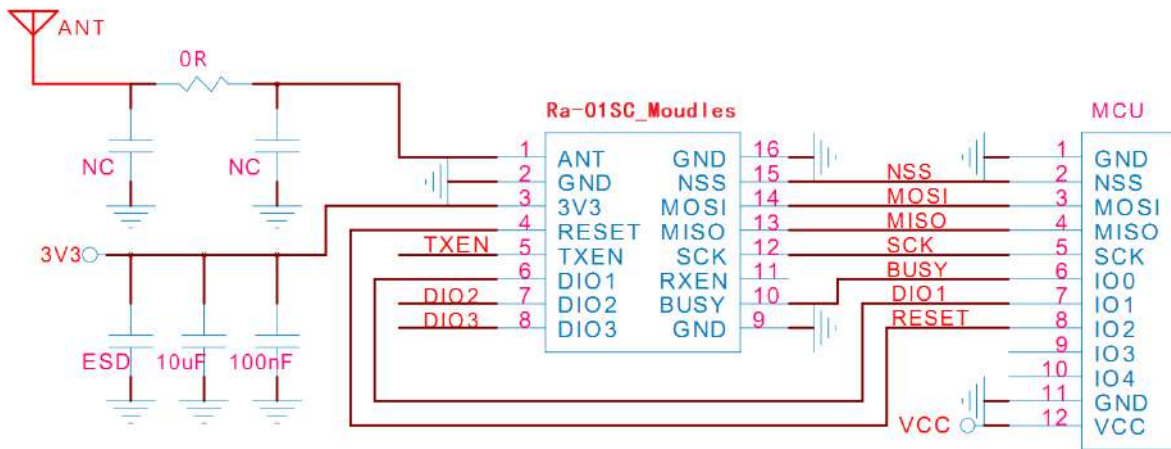 ANT
0R
NC
NC
3V3
ESD
10uF
100nF
Ra-01SC_Moudles
1 ANT GND 16
2 GND NSS 15
3 3V3 MOSI 14
4 RESET MISO 13
5 TXEN SCK 12
6 DIO1 RXEN 11
7 DIO2 BUSY 10
8 DIO3 GND 9
TXEN
DIO2
DIO3
NSS
MOSI
MISO
SCK
BUSY
DIO1
RESET
VCC
MCU
1 GND
2 NSS
3 MOSI
4 MISO
5 SCK
6 IO0
7 IO1
8 IO2
9 IO3
10 IO4
11 GND
12 VCC